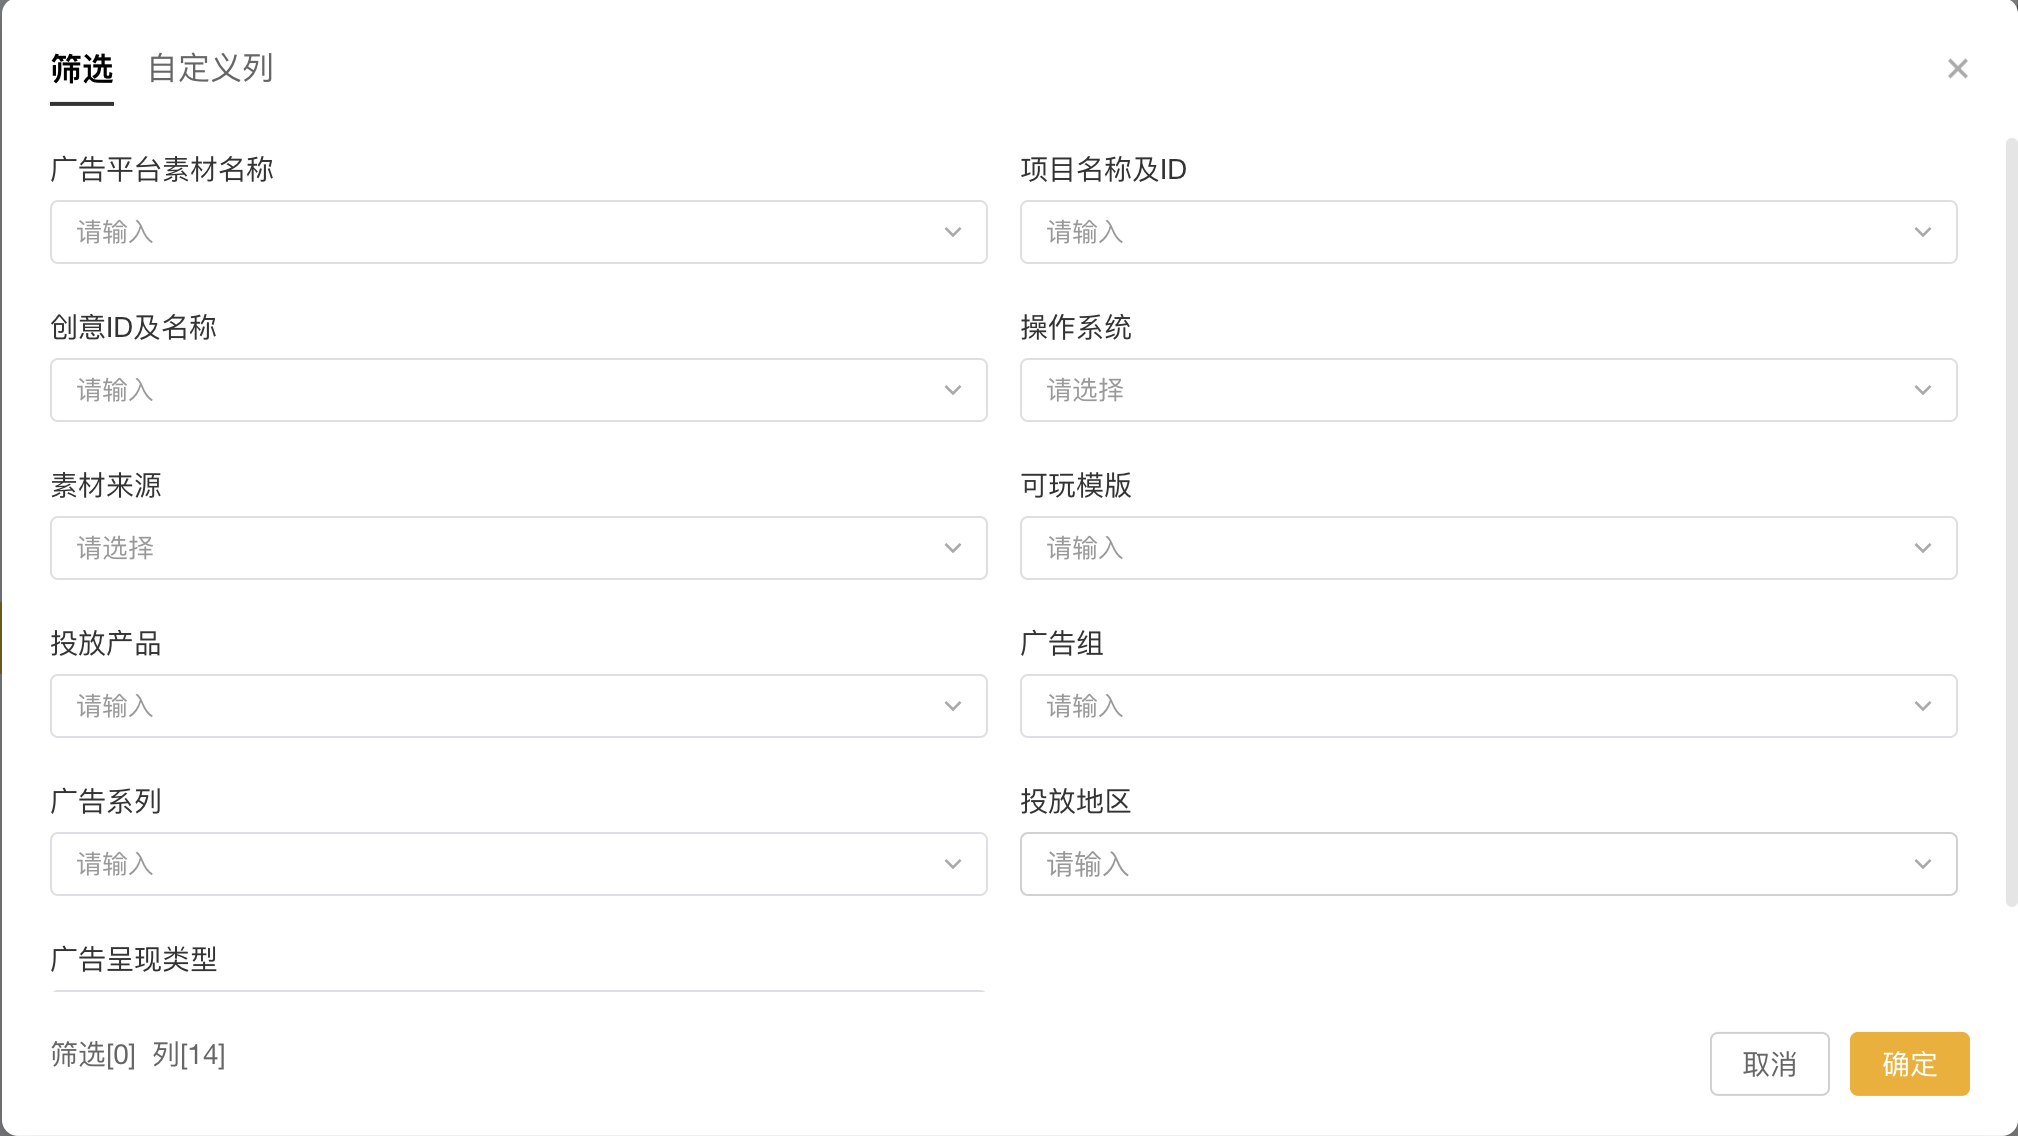 筛选 自定义列
广告平台素材名称 项目名称及ID
请输入 请输入
创意ID及名称 操作系统
请输入 请选择
素材来源 可玩模版
请选择 请输入
投放产品 广告组
请输入 请输入
广告系列 投放地区
请输入 请输入
广告呈现类型
筛选[0] 列[14]
取消 确定